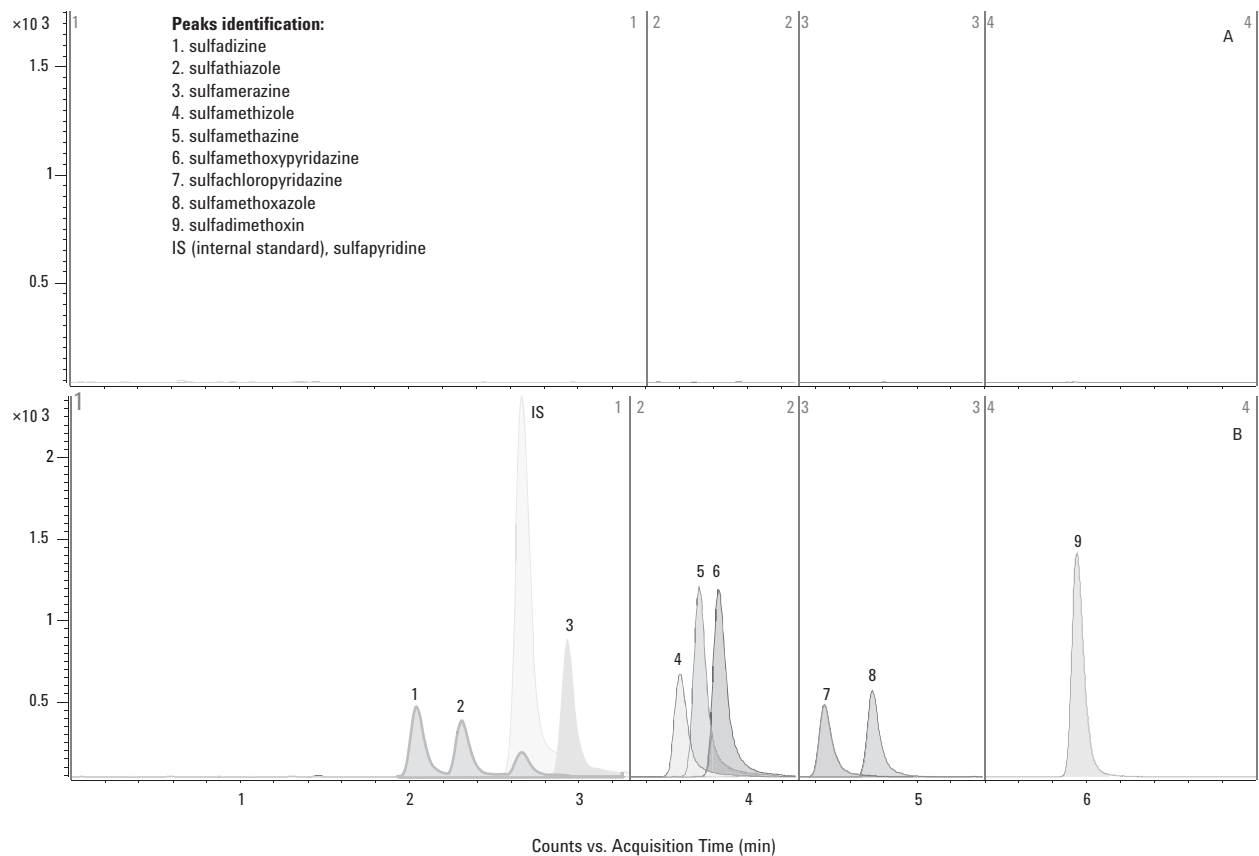 ×10 3
1
Peaks identification:
1. sulfadizine
2. sulfathiazole
3. sulfamerazine
4. sulfamethizole
5. sulfamethazine
6. sulfamethoxypyridazine
7. sulfachloropyridazine
8. sulfamethoxazole
9. sulfadimethoxin
IS (internal standard), sulfapyridine
1 2
2 3
3 4
4
A
1.5
1
0.5
×10 3
1
IS
1 2
2 3
3 4
4
B
2
1.5
1
0.5
1
2
3
4
5 6
7
8
9
1 2 3 4 5 6
Counts vs. Acquisition Time (min)